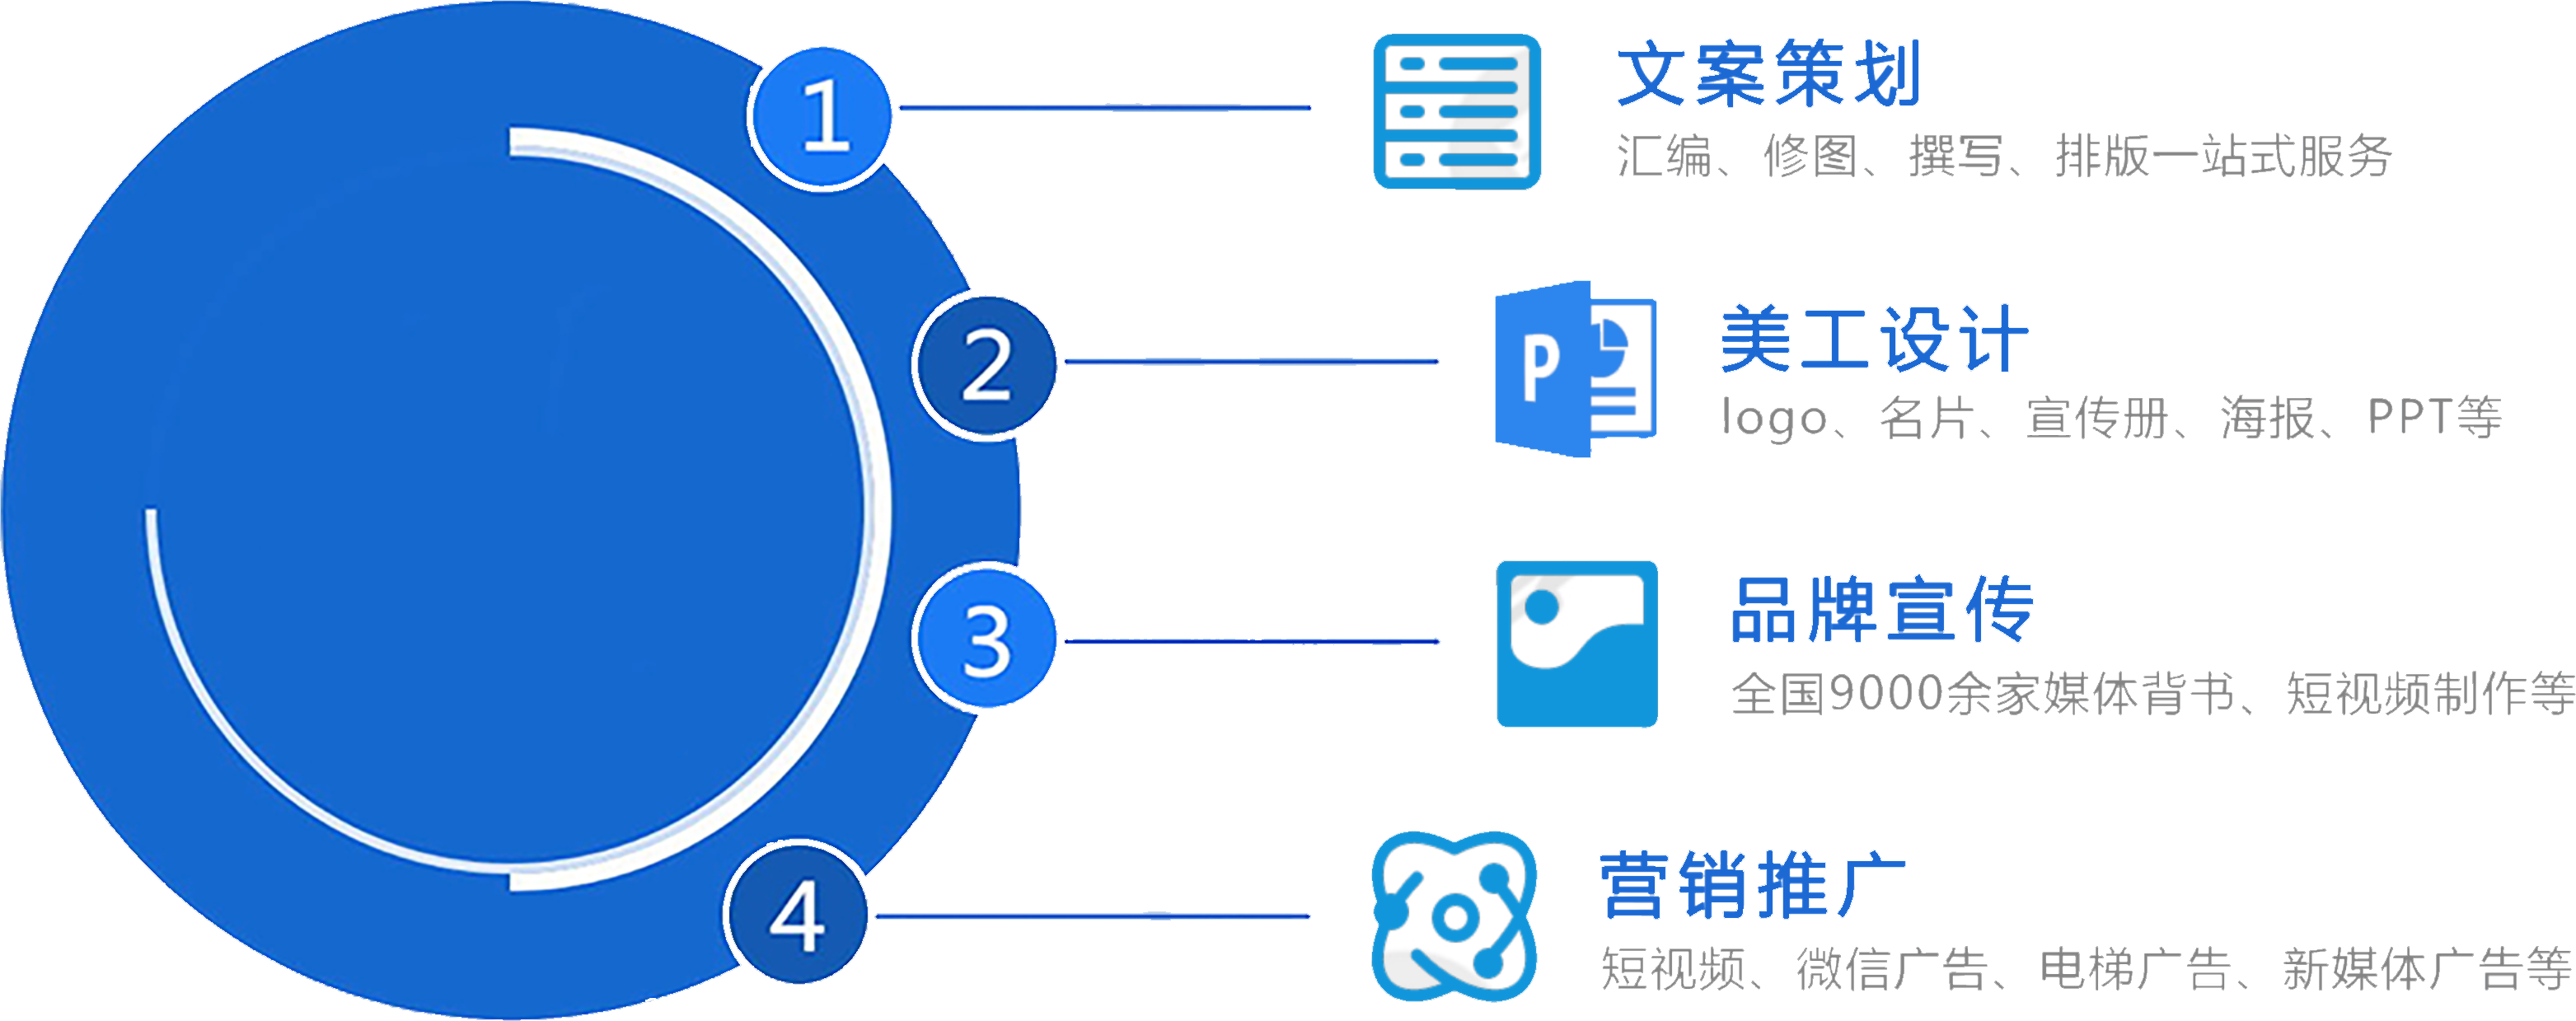 1
文案策划
汇编、修图、撰写、排版一站式服务
2
P
美工设计
logo、名片、宣传册、海报、PPT等
3
品牌宣传
全国9000余家媒体背书、短视频制作等
4
营销推广
短视频、微信广告、电梯广告、新媒体广告等